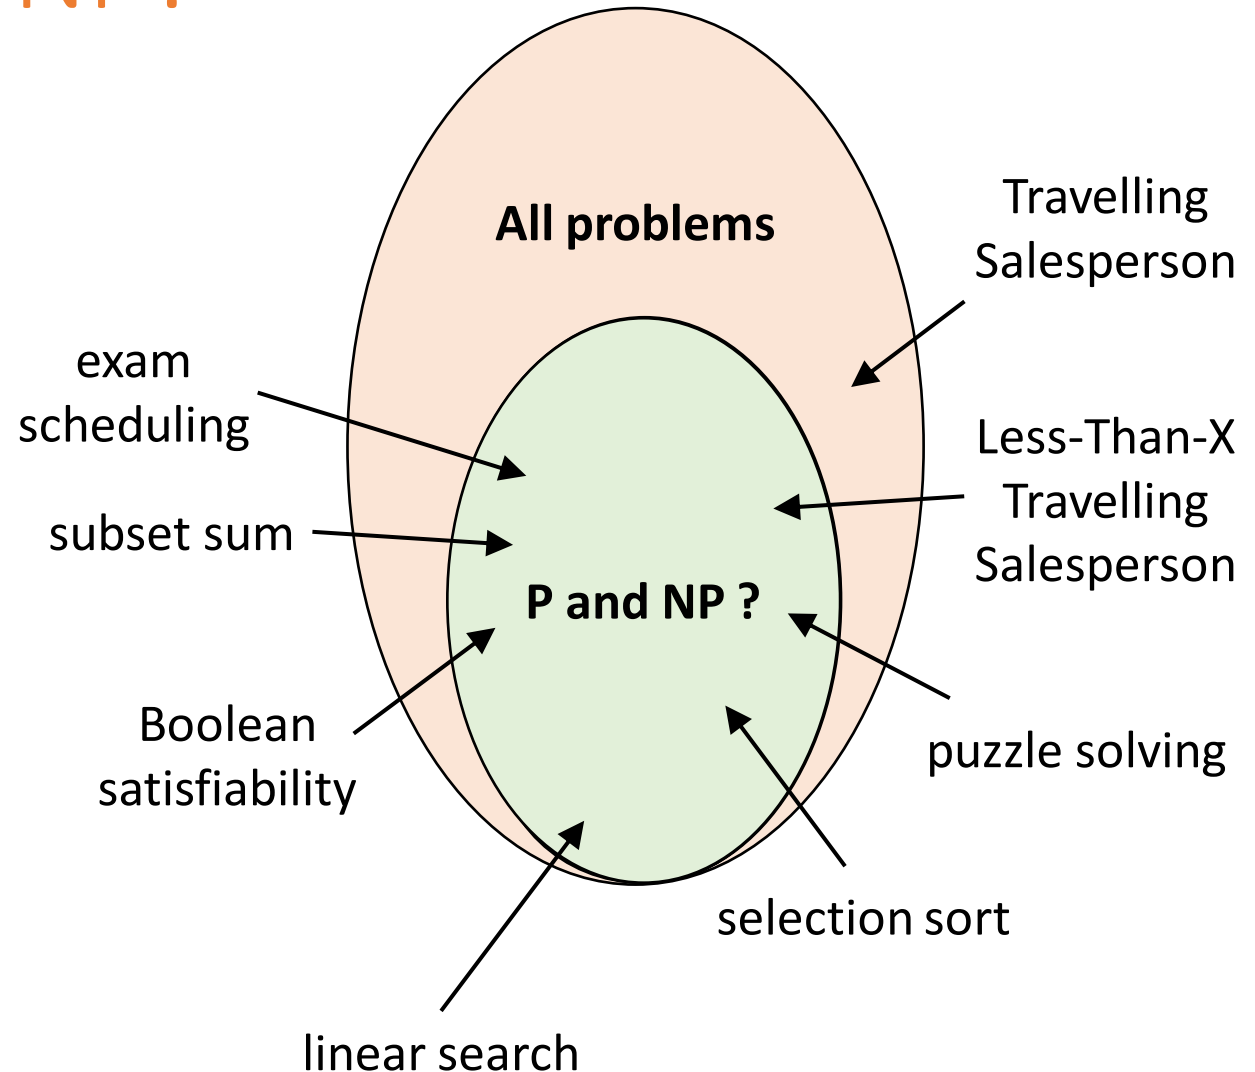 All problems
Travelling
Salesperson
exam
scheduling
Less-Than-X
Travelling
Salesperson
subset sum
P and NP ?
Boolean
satisfiability
puzzle solving
selection sort
linear search